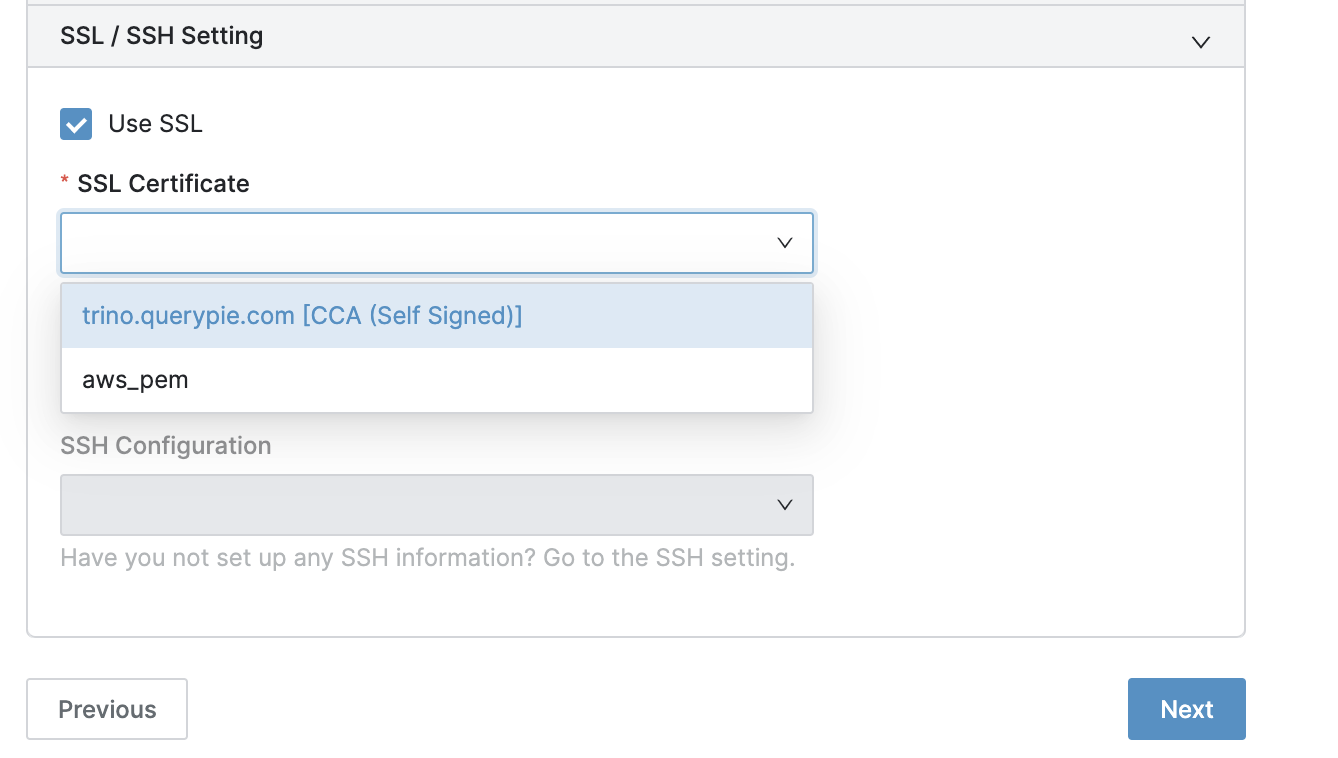 SSL / SSH Setting
Use SSL
* SSL Certificate
trino.querypie.com [CCA (Self Signed)]
aws_pem
SSH Configuration
Have you not set up any SSH information? Go to the SSH setting.
Previous
Next